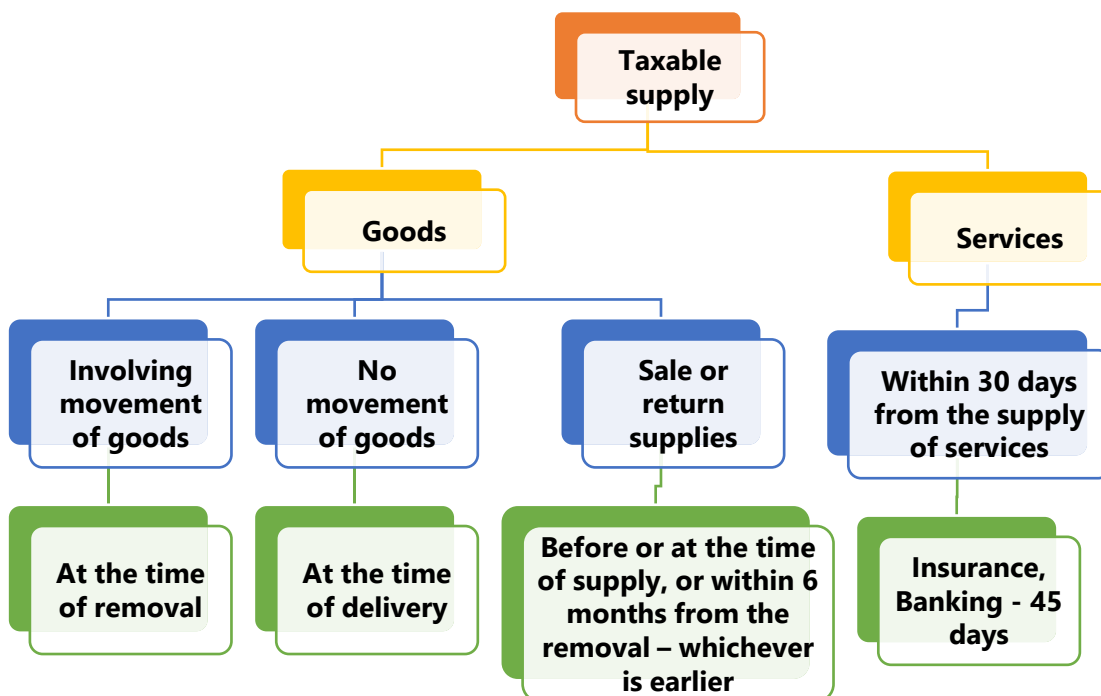 Taxable
supply
Goods
Services
Involving
movement
of goods
No
movement
of goods
Sale or
return
supplies
Within 30 days
from the supply
of services
At the time
of removal
At the time
of delivery
Before or at the time
of supply, or within 6
months from the
removal – whichever
is earlier
Insurance,
Banking - 45
days